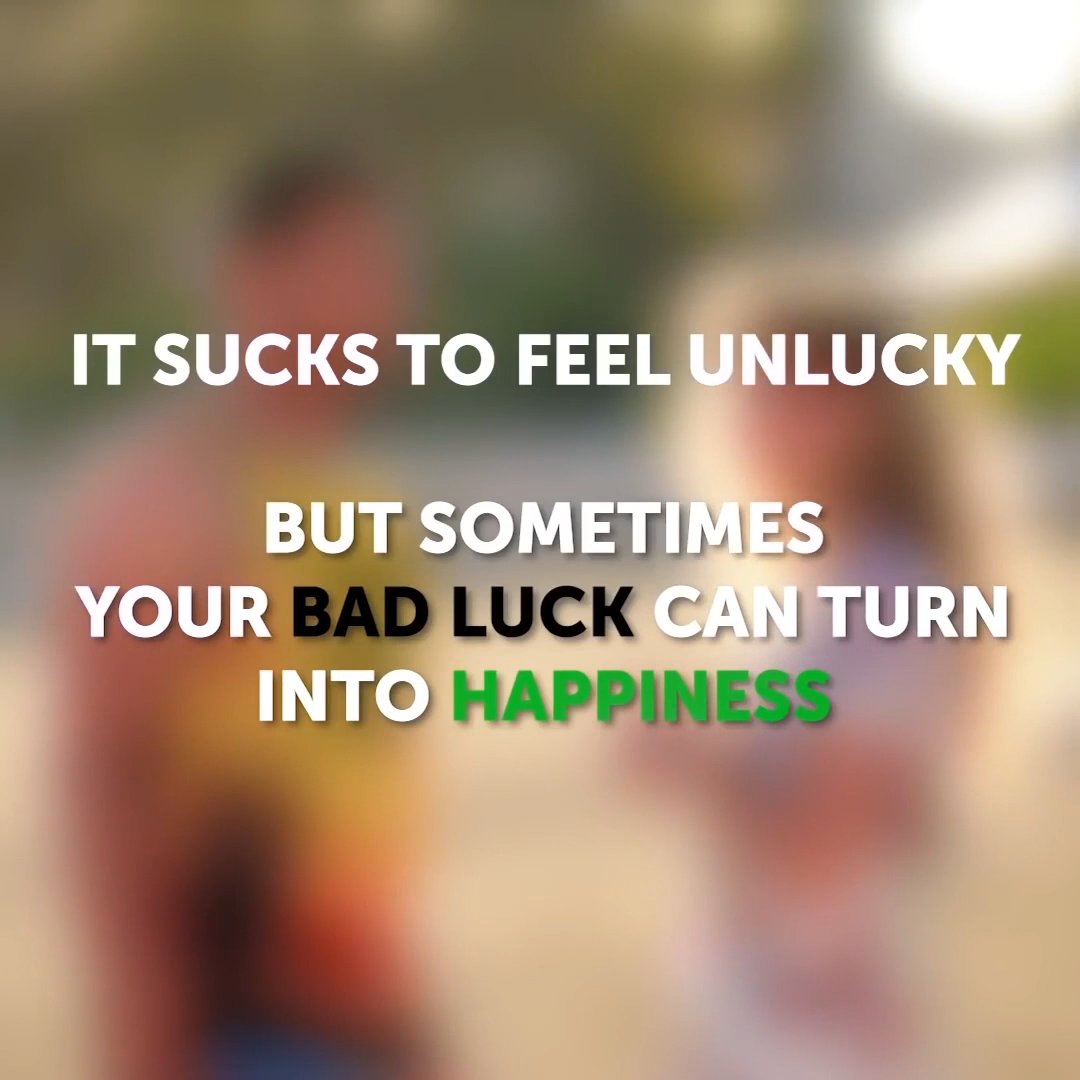 IT SUCKS TO FEEL UNLUCKY
BUT SOMETIMES
YOUR BAD LUCK CAN TURN
INTO HAPPINESS